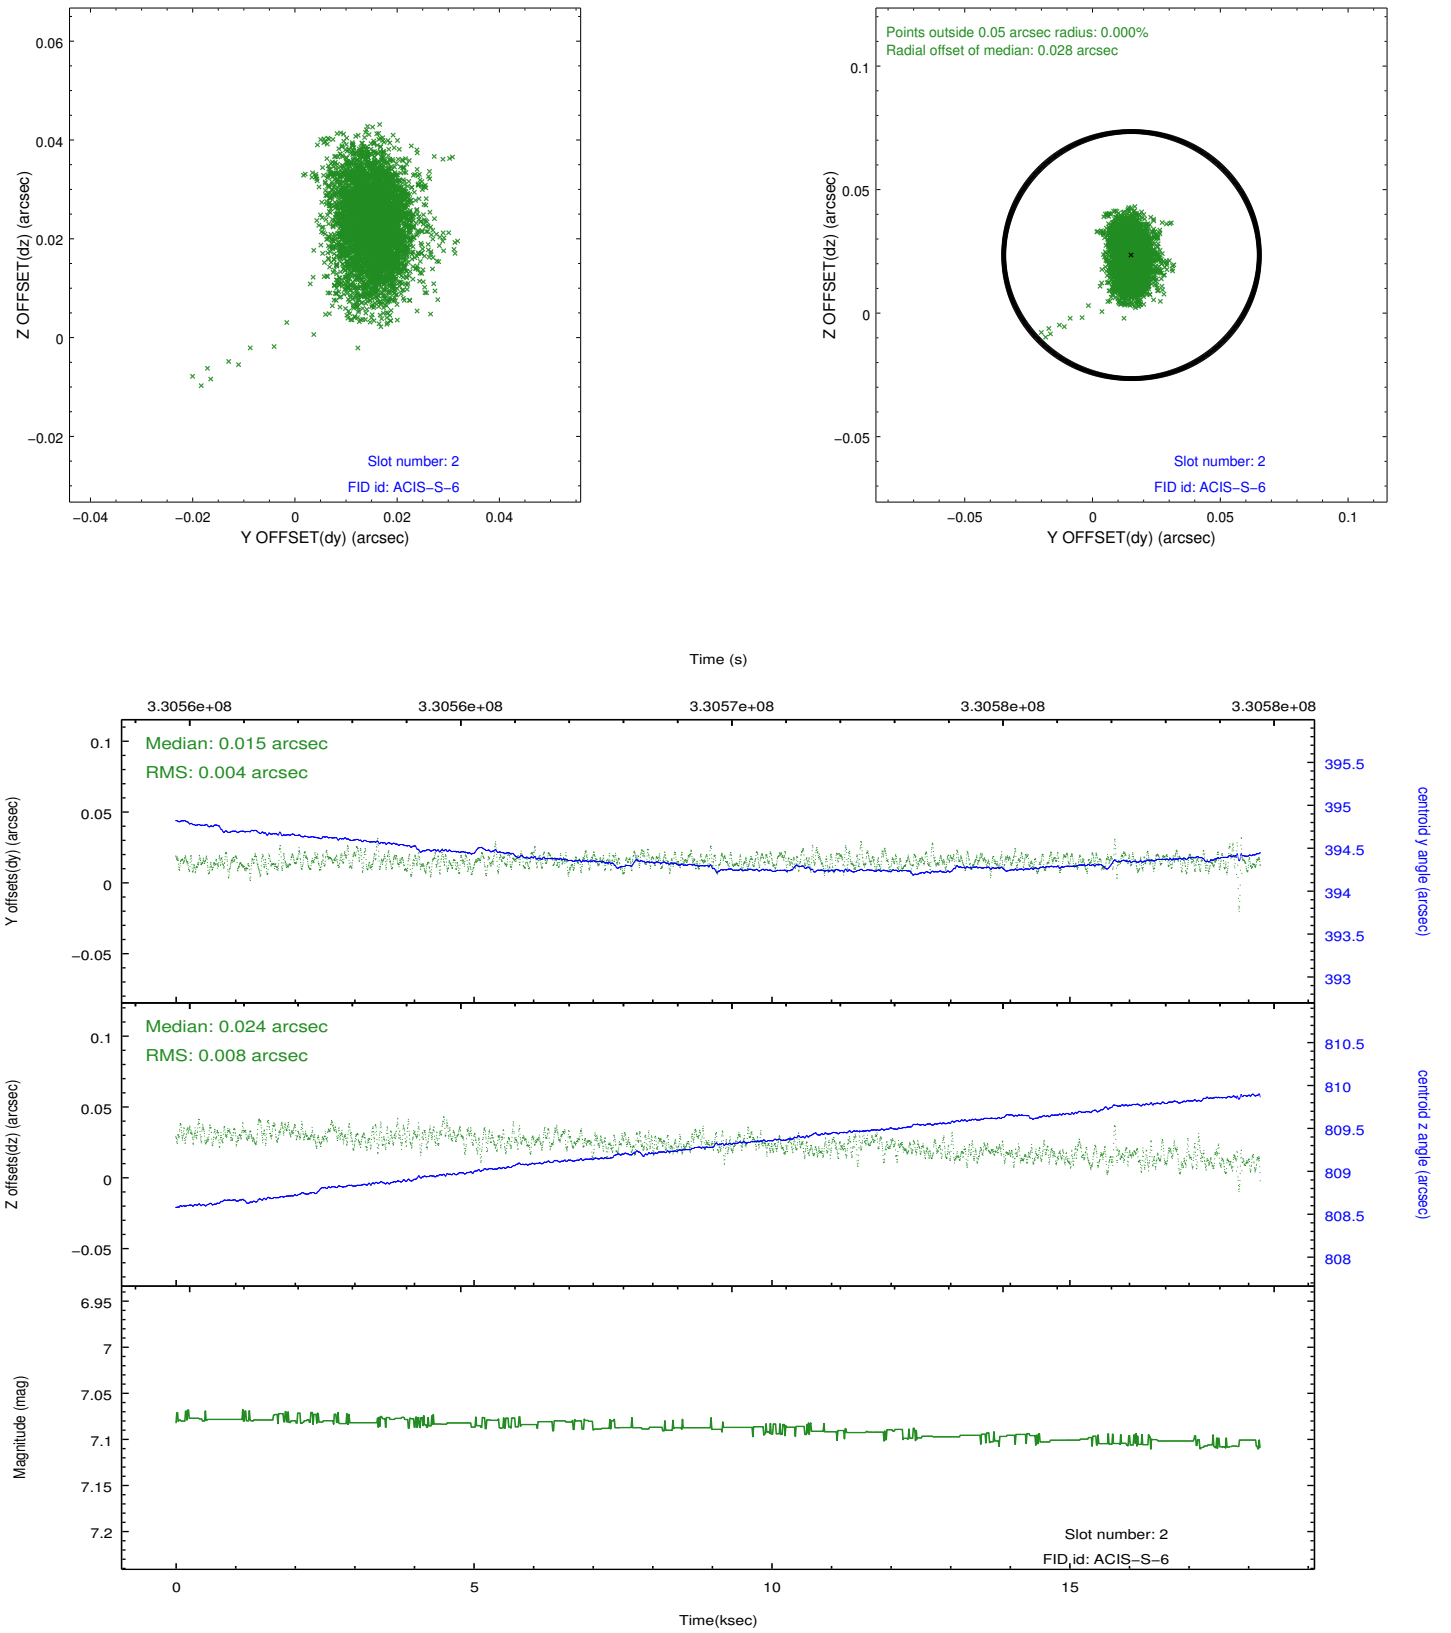 0.06
0.04
0.02
0
−0.02
Z OFFSET(dz) (arcsec)
−0.04
−0.02
0
0.02
0.04
Y OFFSET(dy) (arcsec)
Slot number: 2
FID id: ACIS−S−6
Points outside 0.05 arcsec radius: 0.000%
Radial offset of median: 0.028 arcsec
0.1
0.05
0
−0.05
Z OFFSET(dz) (arcsec)
−0.05
0
0.05
0.1
Y OFFSET(dy) (arcsec)
Slot number: 2
FID id: ACIS−S−6
Time (s)
3.3056e+08
3.3056e+08
3.3057e+08
3.3058e+08
3.3058e+08
Median: 0.015 arcsec
RMS: 0.004 arcsec
0.1
0.05
0
−0.05
Y offsets(dy) (arcsec)
395.5
395
394.5
394
393.5
393
centroid y angle (arcsec)
Median: 0.024 arcsec
RMS: 0.008 arcsec
0.1
0.05
0
−0.05
Z offsets(dz) (arcsec)
810.5
810
809.5
809
808.5
808
centroid z angle (arcsec)
6.95
7
7.05
7.1
7.15
7.2
Magnitude (mag)
Slot number: 2
FID id: ACIS−S−6
0
5
10
15
Time(ksec)